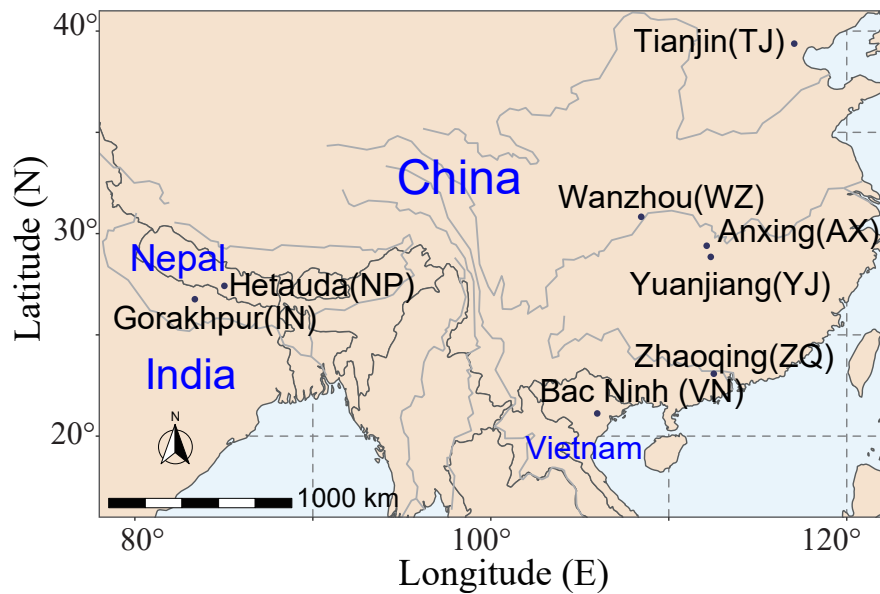 40°
Tianjin(TJ)
China
Wanzhou(WZ)
30°
Anxing(AX)
Nepal
Hetauda(NP)
Yuanjiang(YJ)
Gorakhpur(IN)
India
Zhaoqing(ZQ)
Bac Ninh (VN)
N
20°
Vietnam
1000 km
80°
100°
120°
Longitude (E)
Latitude (N)